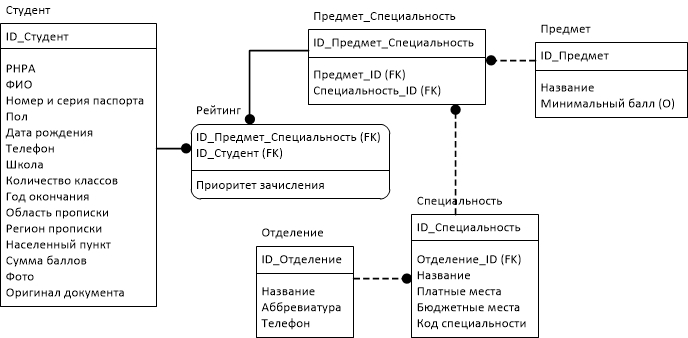 Студент
ID_Студент
РНРА
ФИО
Номер и серия паспорта
Пол
Дата рождения
Телефон
Школа
Количество классов
Год окончания
Область прописки
Регион прописки
Населенный пункт
Сумма баллов
Фото
Оригинал документа
Рейтинг
ID_Предмет_Специальность (FK)
ID_Студент (FK)
Приоритет зачисления
Предмет_Специальность
ID_Предмет_Специальность
Предмет_ID (FK)
Специальность_ID (FK)
Предмет
ID_Предмет
Название
Минимальный балл (O)
Отделение
ID_Отделение
Название
Аббревиатура
Телефон
Специальность
ID_Специальность
Отделение_ID (FK)
Название
Платные места
Бюджетные места
Код специальности